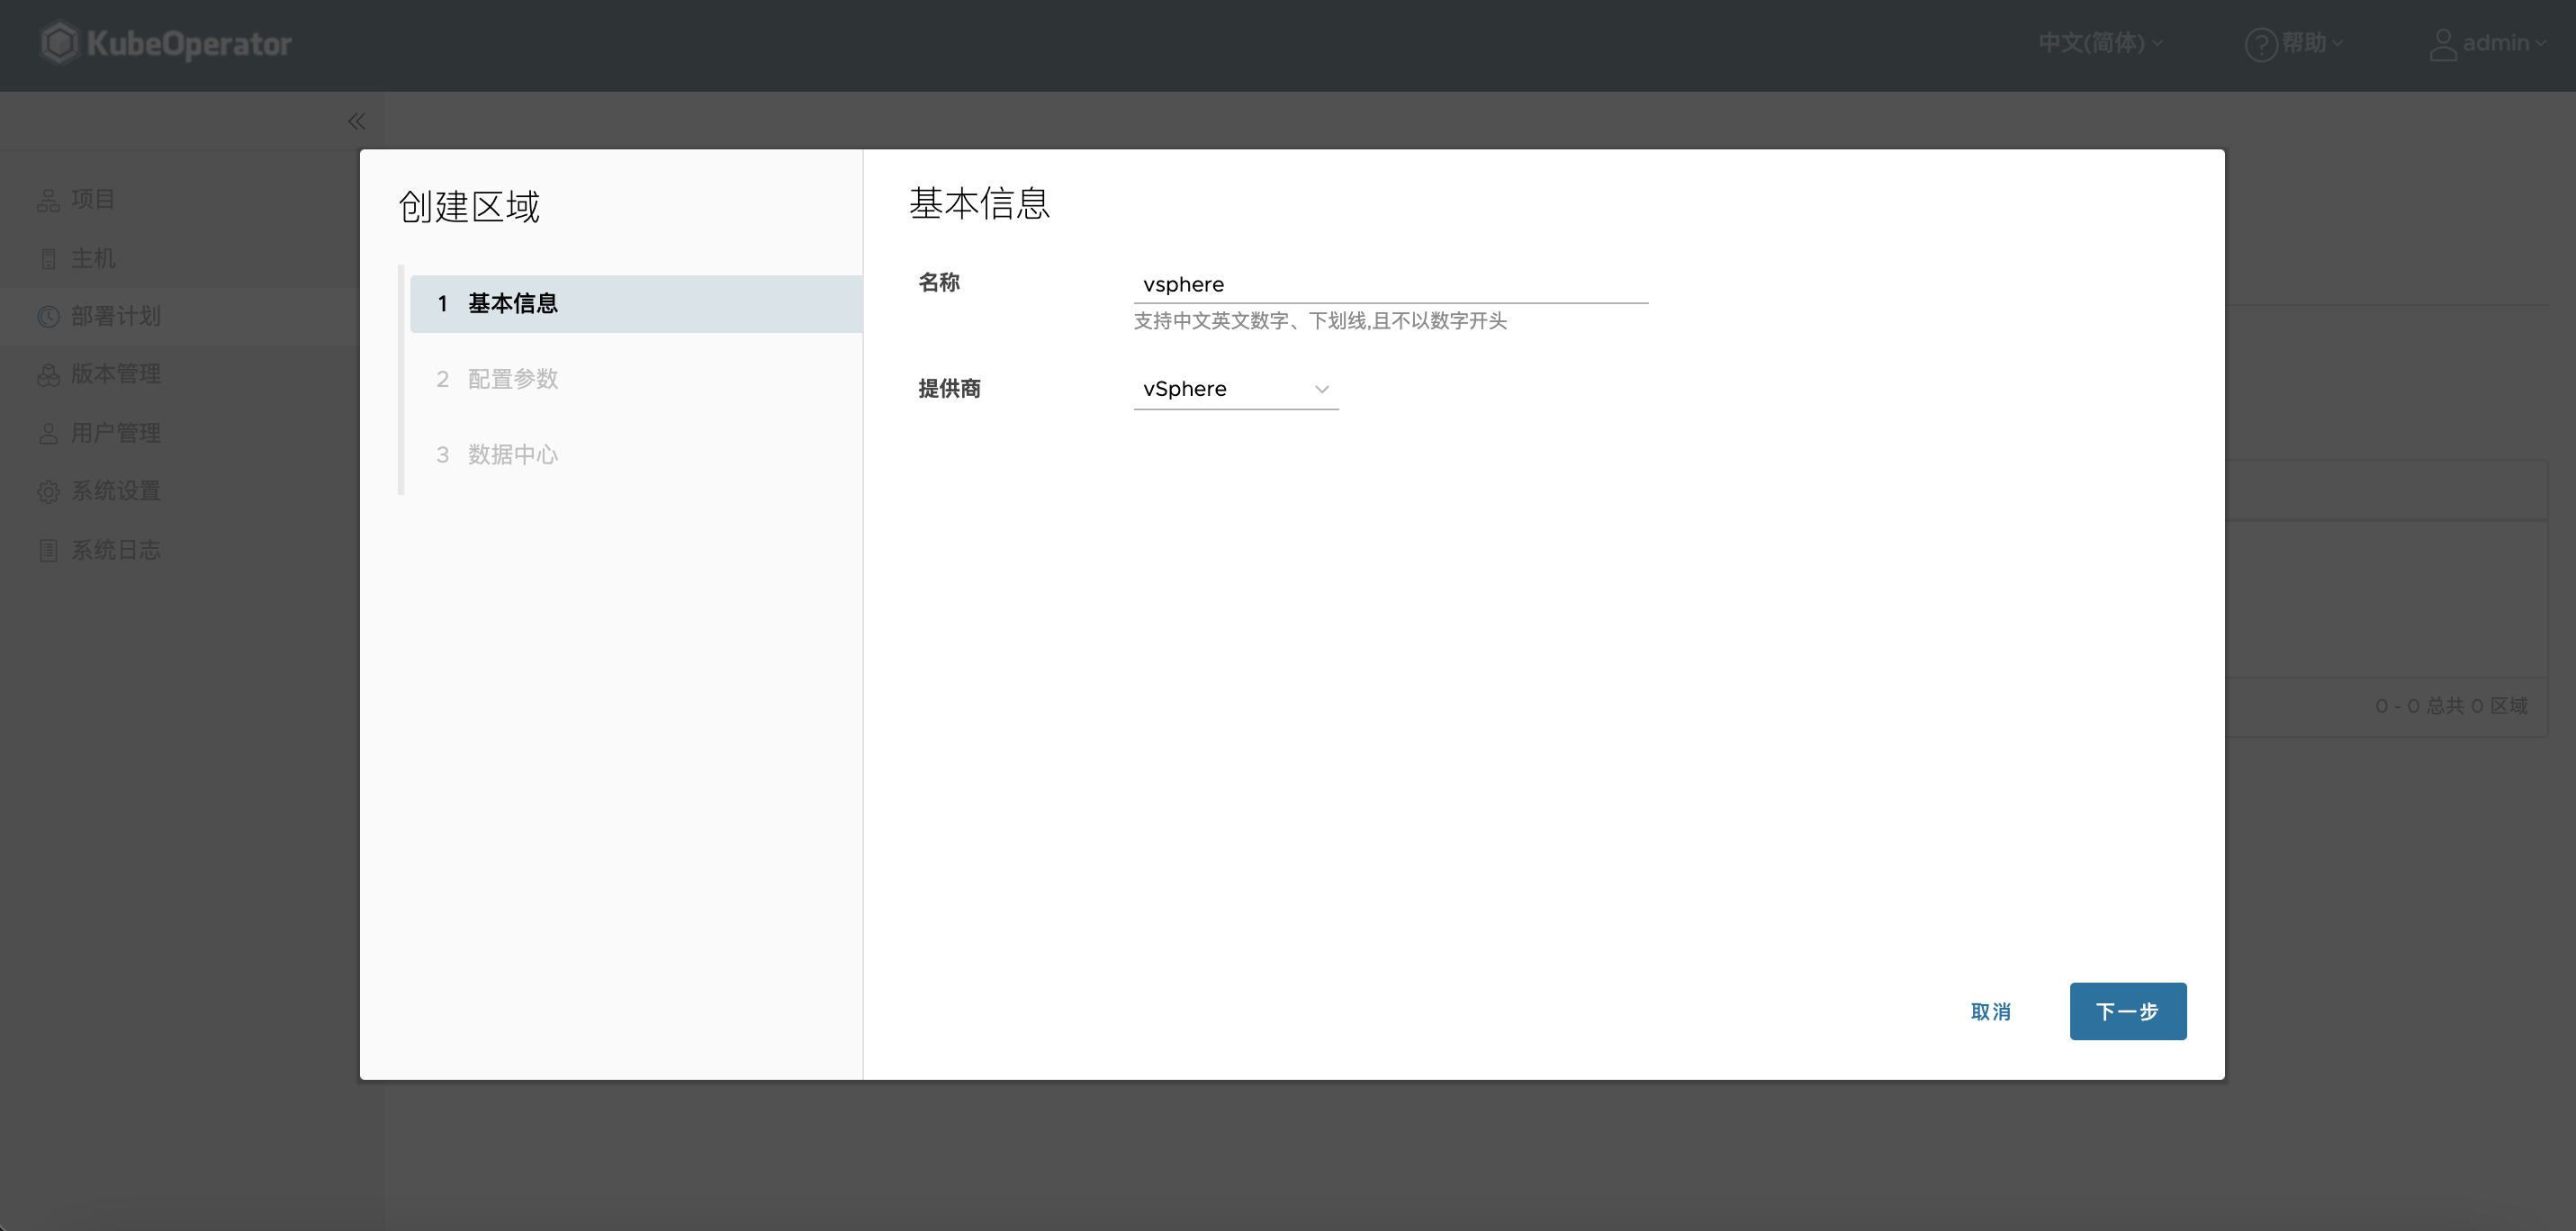 KubeOperator
中文(简体)
帮助
admin
项目
主机
部署计划
版本管理
用户管理
系统设置
系统日志
创建区域
1 基本信息
2 配置参数
3 数据中心
基本信息
名称
vsphere
支持中文英文数字、下划线,且不以数字开头
提供商
vSphere
取消
下一步
0 - 0 总共 0 区域